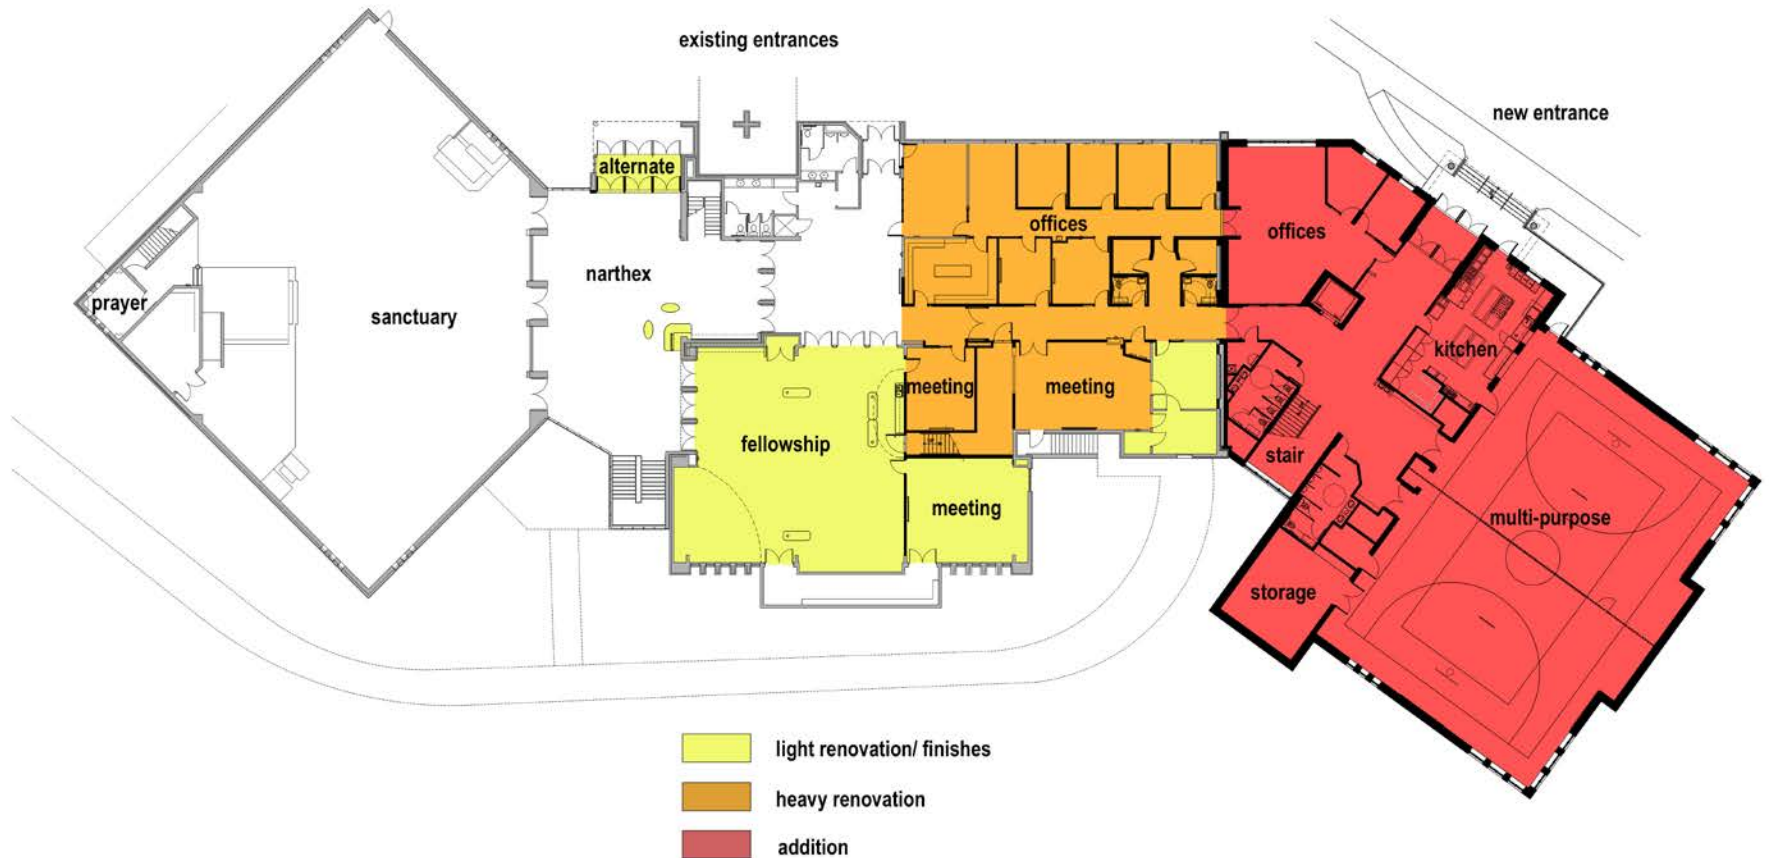 existing entrances
new entrance
alternate
offices
offices
narthex
prayer
sanctuary
kitchen
meeting
meeting
fellowship
stair
meeting
multi-purpose
storage
light renovation/ finishes
heavy renovation
addition